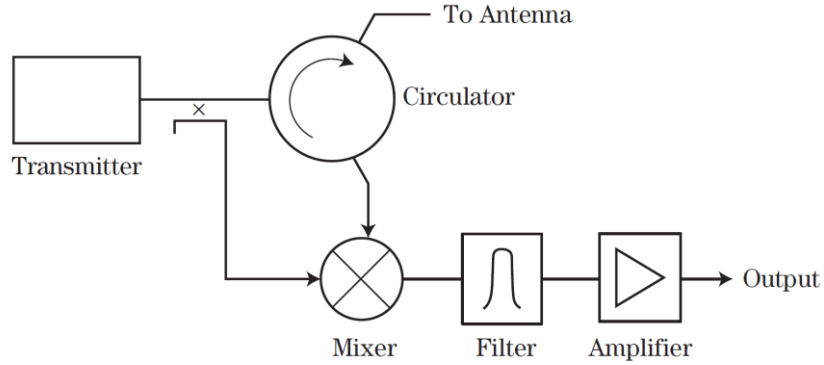 To Antenna
Circulator
Transmitter
Output
Mixer
Filter
Amplifier